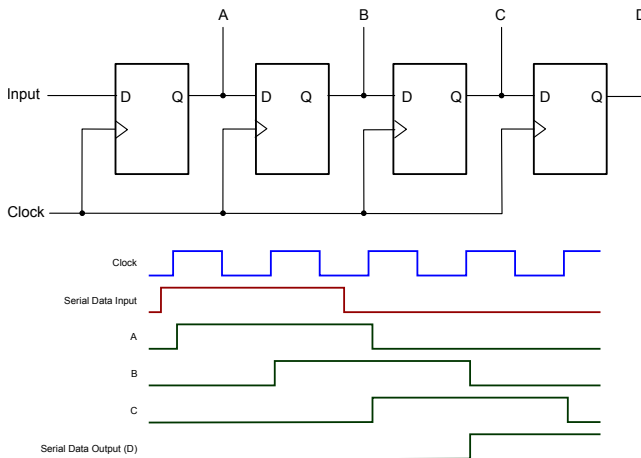 A B C D
Input D Q D Q D Q D Q
Clock
Clock
Serial Data Input
A
B
C
Serial Data Output (D)